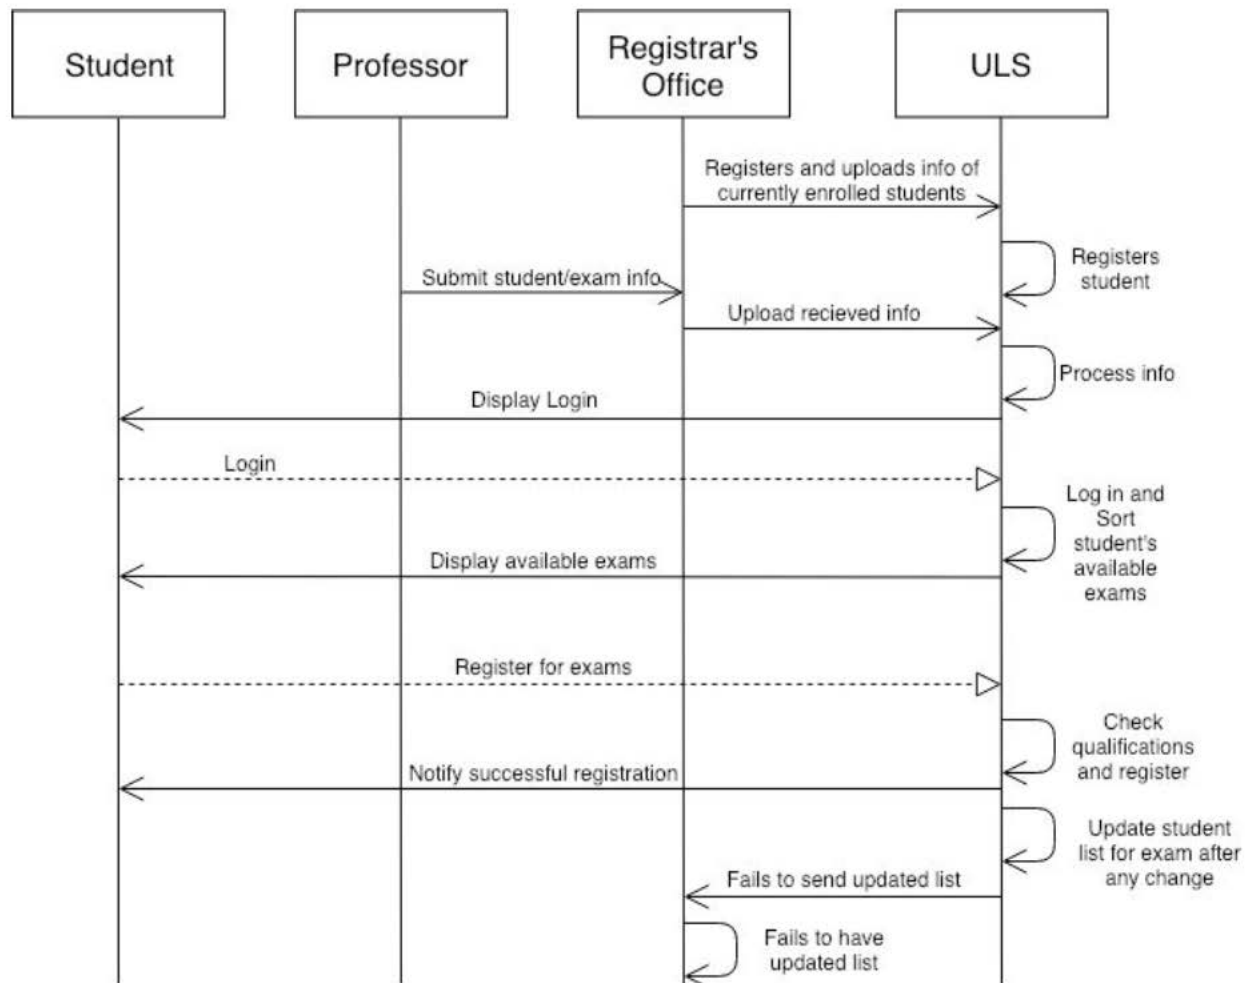 Student
Professor
Registrar's
Office
ULS
Registers and uploads info of
currently enrolled students
Registers
student
Submit student/exam info
Upload recieved info
Process info
Display Login
Login
Log in and
Sort
student's
available
exams
Display available exams
Register for exams
Check
qualifications
and register
Notify successful registration
Update student
list for exam after
any change
Fails to send updated list
Fails to have
updated list